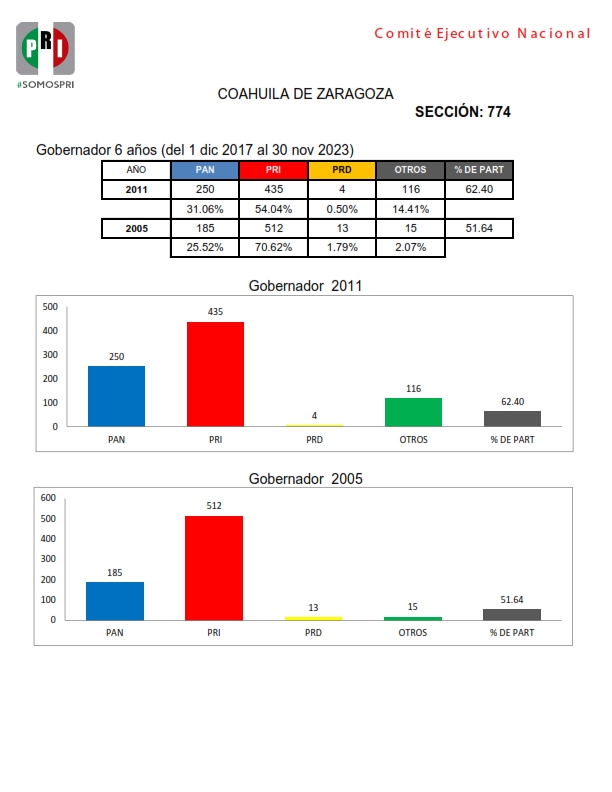 Comité Ejecutivo Nacional
PRI
#SOMOSPRI
COAHUILA DE ZARAGOZA
SECCIÓN: 774
Gobernador 6 años (del 1 dic 2017 al 30 nov 2023)
AÑO PAN PRI PRD OTROS % DE PART
2011 250 435 4 116 62.40
31.06% 54.04% 0.50% 14.41%
2005 185 512 13 15 51.64
25.52% 70.62% 1.79% 2.07%
Gobernador 2011
500
400
300
200
100
0
250
435
4
116
62.40
PAN PRI PRD OTROS % DE PART
Gobernador 2005
600
500
400
300
200
100
0
185
512
13
15
51.64
PAN PRI PRD OTROS % DE PART